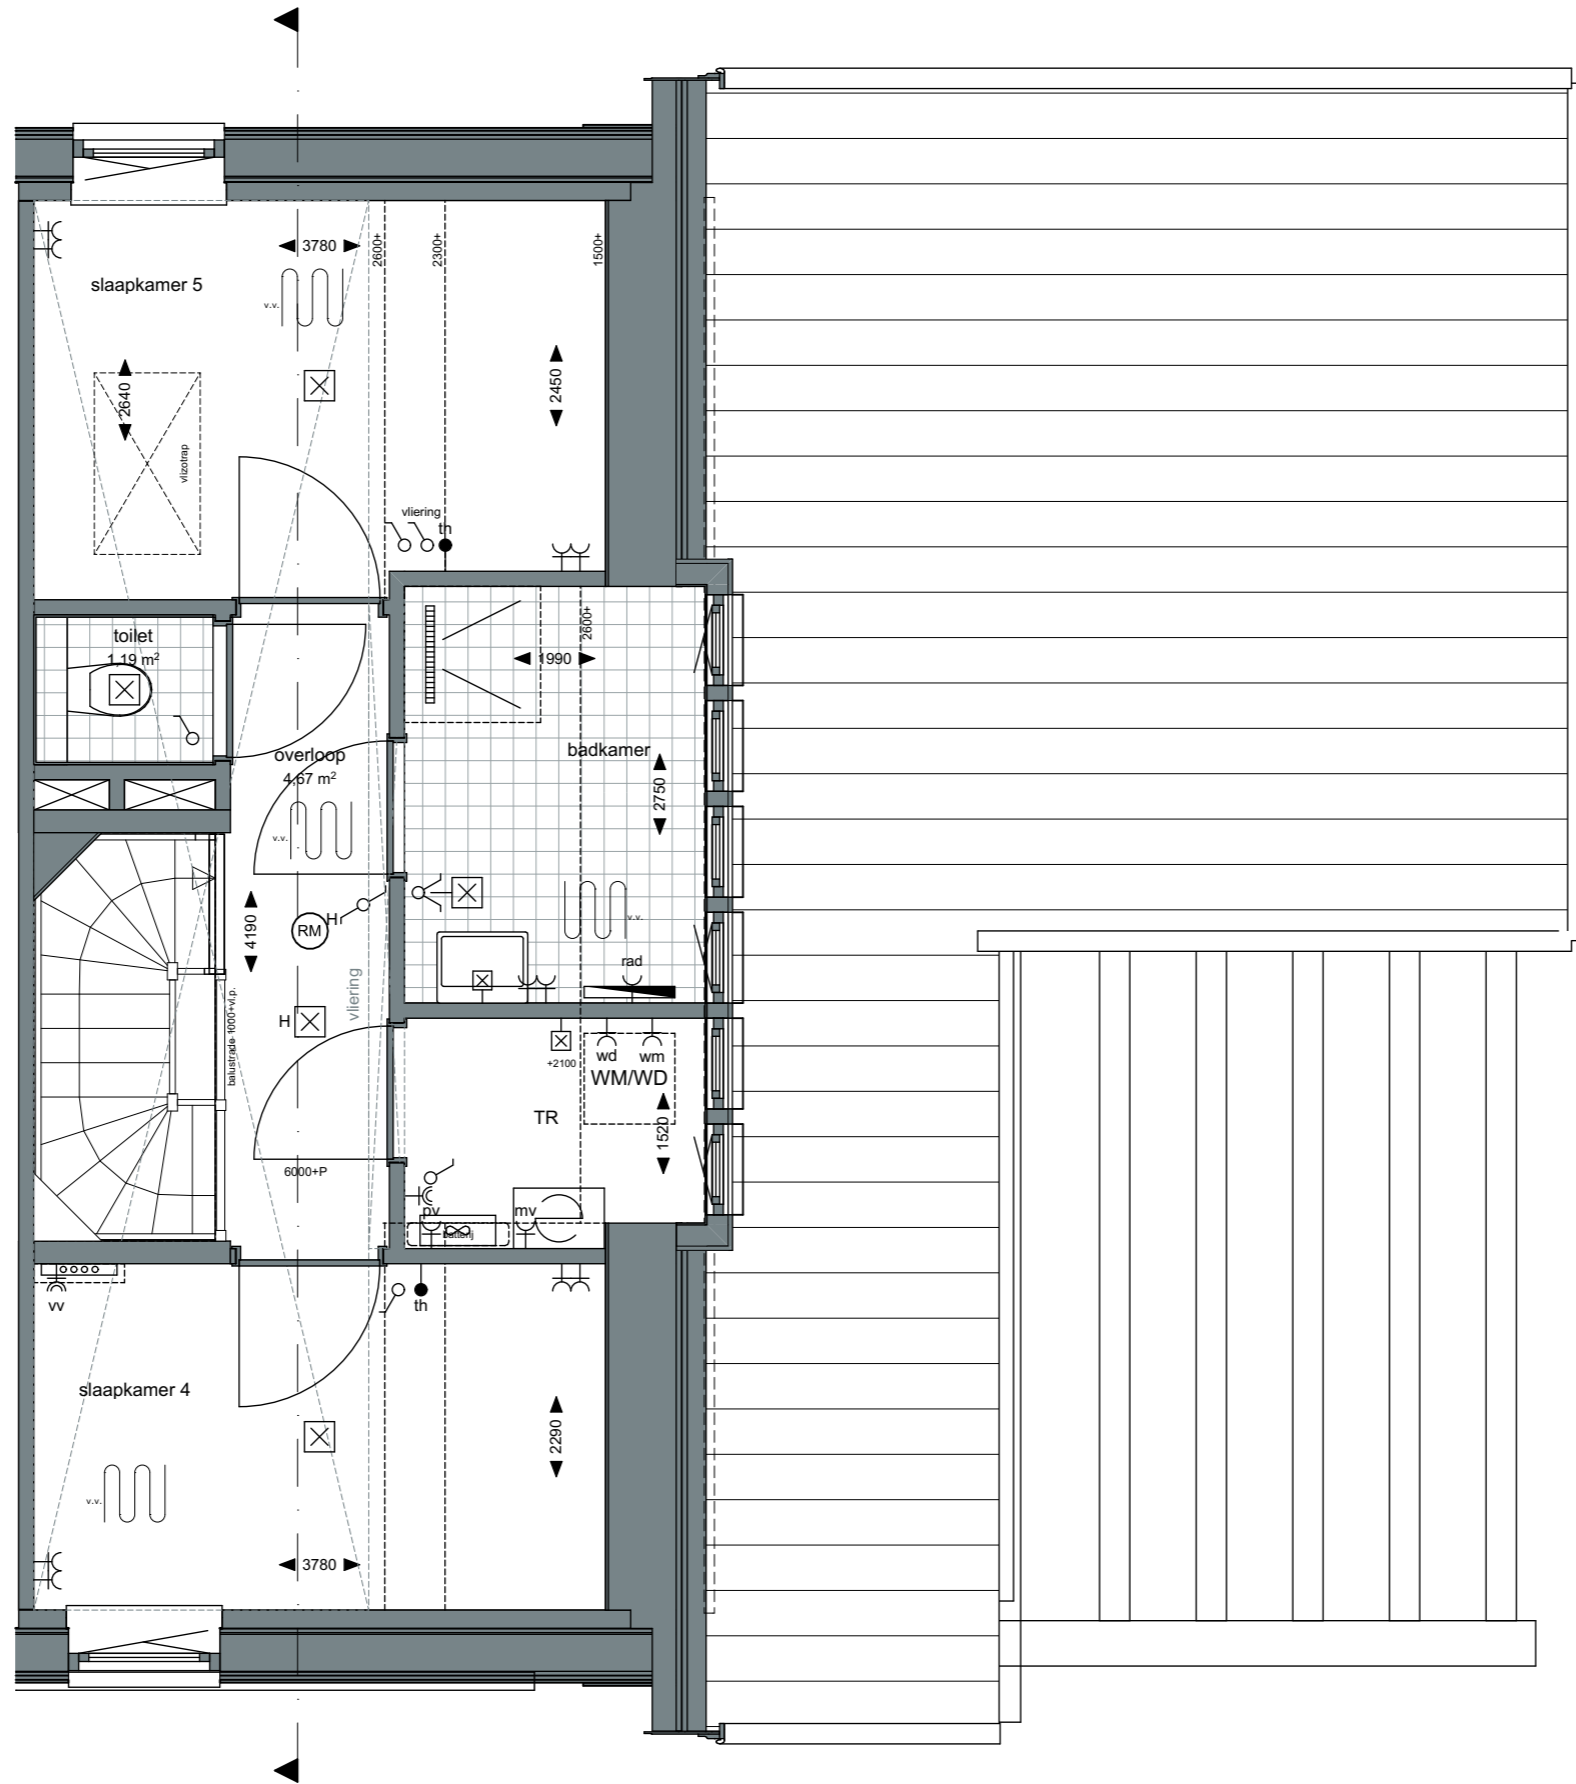 3780
2600+
2300+
1500+
slaapkamer 5
v.v.
2640
2450
vlizotrap
vliering
th
toilet
1,19 m²
2600+
1990
overloop
4,67 m²
badkamer
2750
v.v.
v.v.
H
RM
4190
rad
vliering
H
balustrade 1000+vl.p.
+2100
wd
wm
WM/WD
TR
1520
6000+P
pv
mv
batterij
vv
th
slaapkamer 4
2290
v.v.
3780